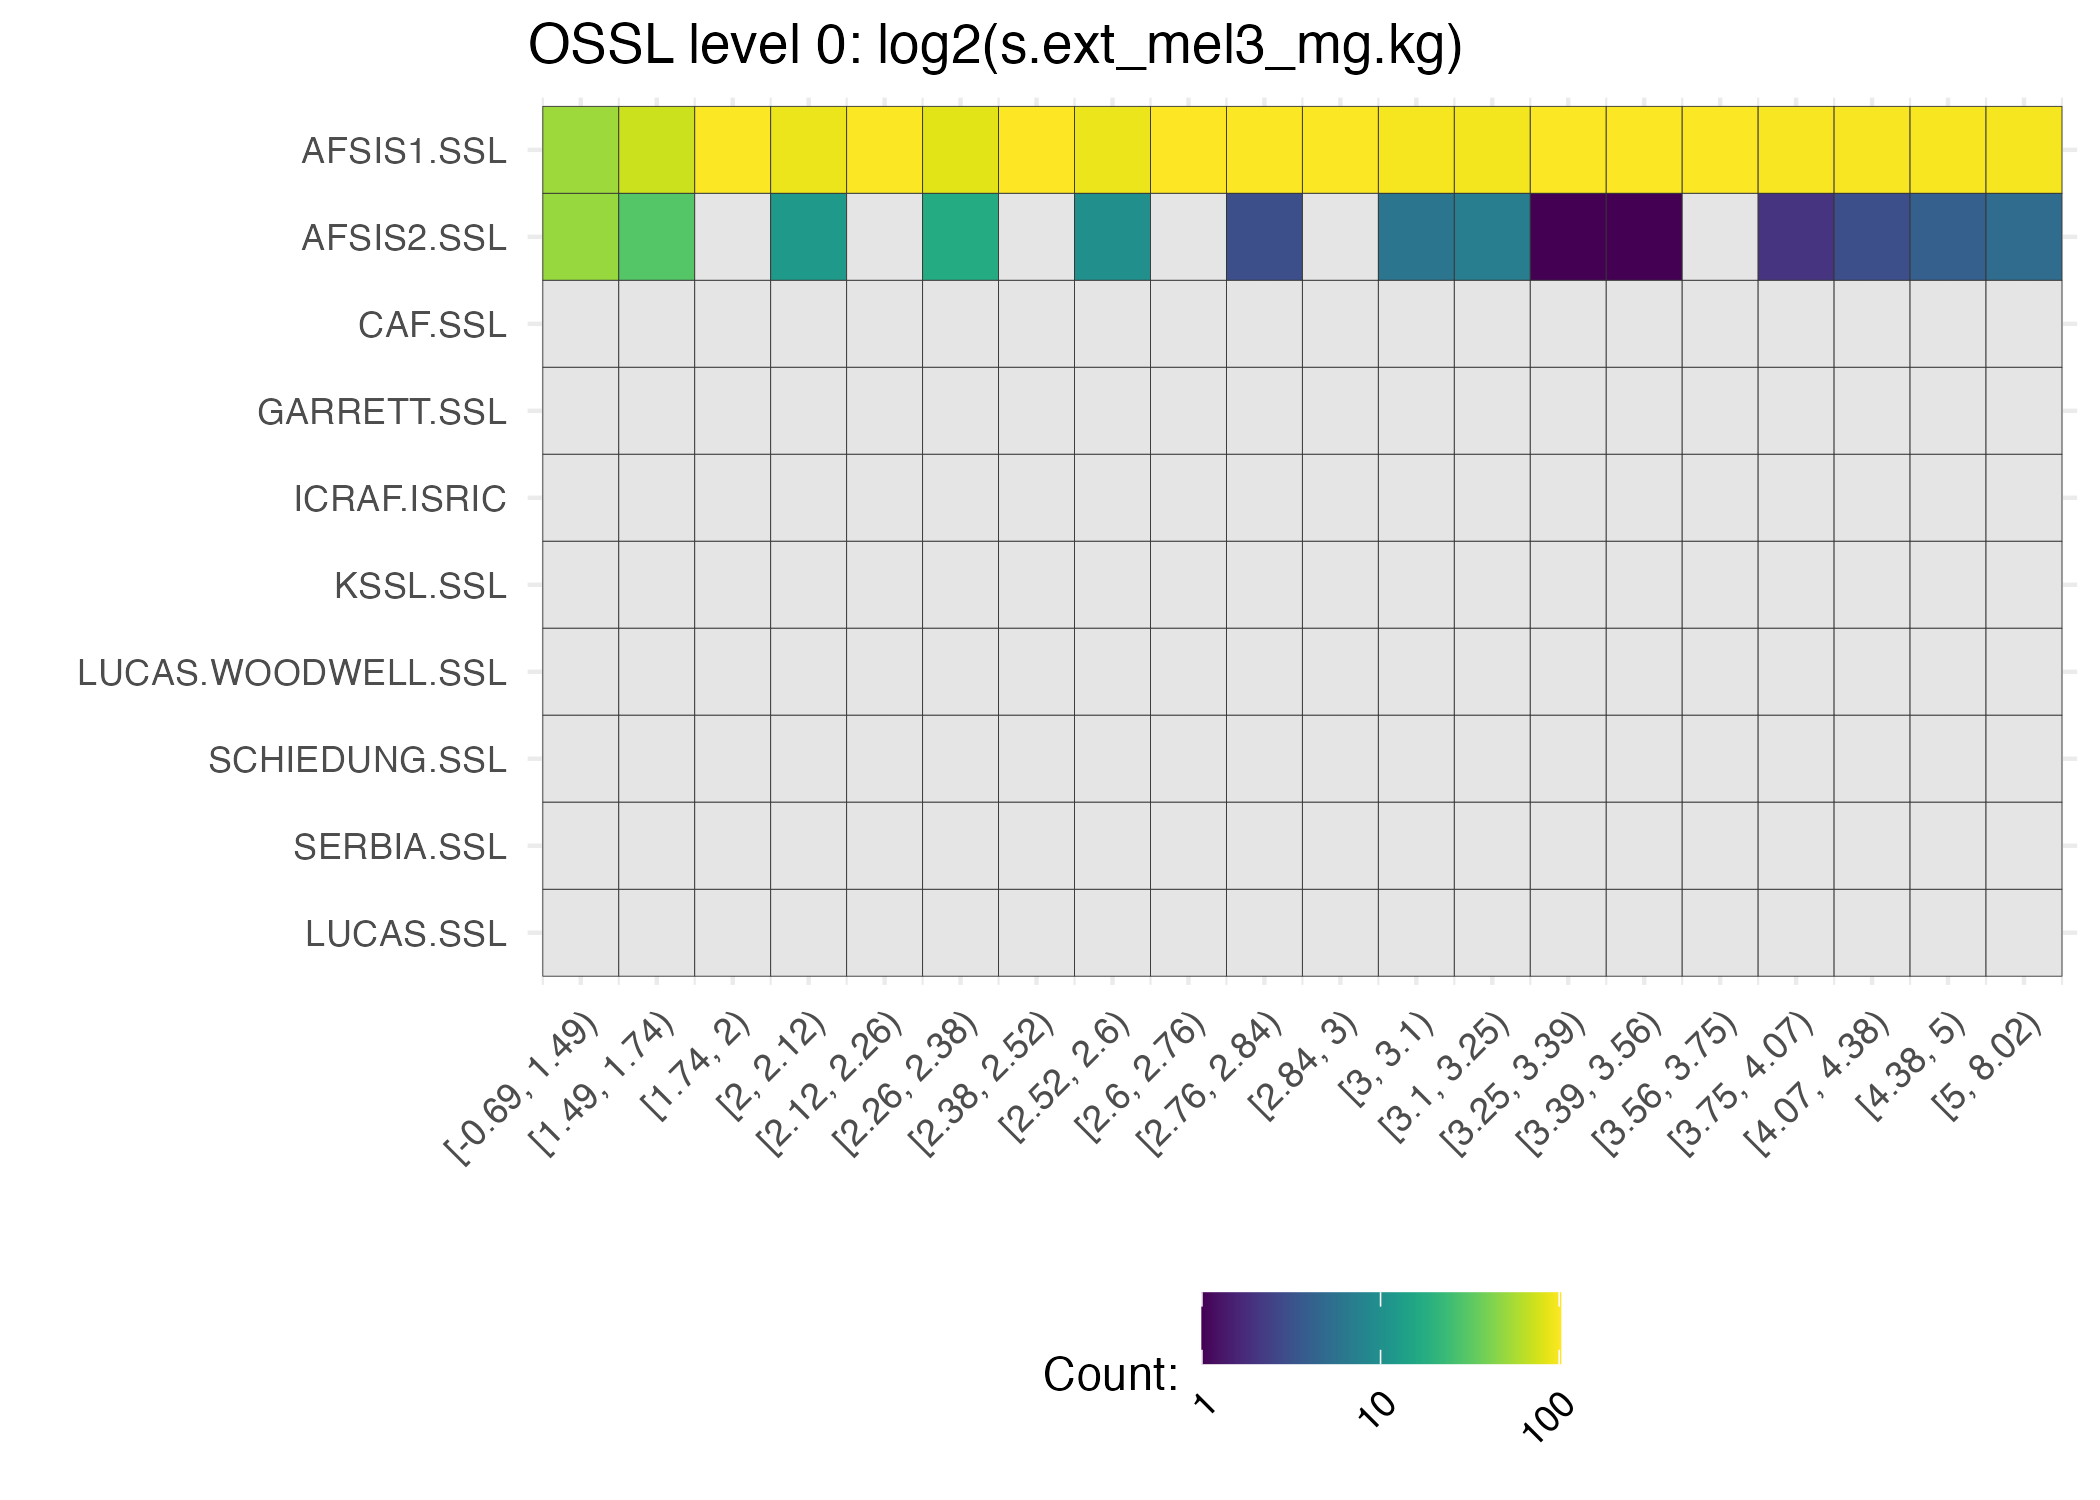 OSSL level 0: log2(s.ext_mel3_mg.kg)
AFSIS1.SSL
AFSIS2.SSL
CAF.SSL
GARRETT.SSL
ICRAF.ISRIC
KSSL.SSL
LUCAS.WOODWELL.SSL
SCHIEDUNG.SSL
SERBIA.SSL
LUCAS.SSL
[-0.69, 1.49)
[1.49, 1.74)
[1.74, 2)
[2, 2.12)
[2.12, 2.26)
[2.26, 2.38)
[2.38, 2.52)
[2.52, 2.6)
[2.6, 2.76)
[2.76, 2.84)
[2.84, 3)
[3, 3.1)
[3.1, 3.25)
[3.25, 3.39)
[3.39, 3.56)
[3.56, 3.75)
[3.75, 4.07)
[4.07, 4.38)
[4.38, 5)
[5, 8.02)
Count:
1
10
100